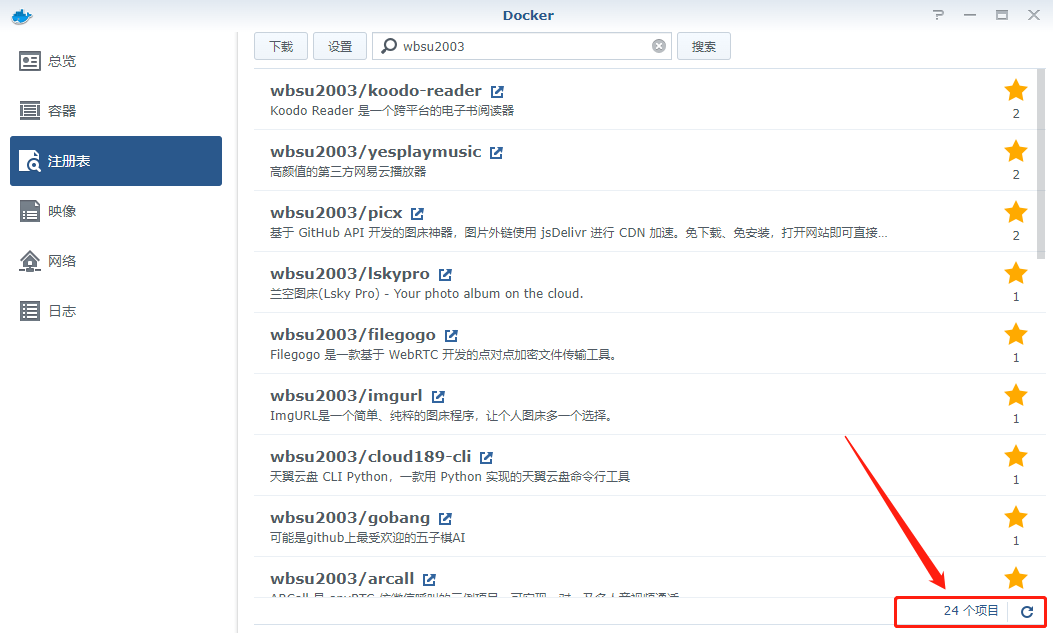 Docker
总览
容器
注册表
映像
网络
日志
下载 设置 wbsu2003 搜索
wbsu2003/koodo-reader
Koodo Reader 是一个跨平台的电子书阅读器
2
wbsu2003/yesplaymusic
高颜值的第三方网易云播放器
2
wbsu2003/picx
基于 GitHub API 开发的图床神器，图片外链使用 jsDelivr 进行 CDN 加速。免下载、免安装，打开网站即可直接...
2
wbsu2003/lskypro
兰空图床(Lsky Pro) - Your photo album on the cloud.
1
wbsu2003/filegogo
Filegogo 是一款基于 WebRTC 开发的点对点加密文件传输工具。
1
wbsu2003/imgurl
ImgURL是一个简单、纯粹的图床程序，让个人图床多一个选择。
1
wbsu2003/cloud189-cli
天翼云盘 CLI Python，一款用 Python 实现的天翼云盘命令行工具
1
wbsu2003/gobang
可能是github上最受欢迎的五子棋AI
1
wbsu2003/arcall
24 个项目